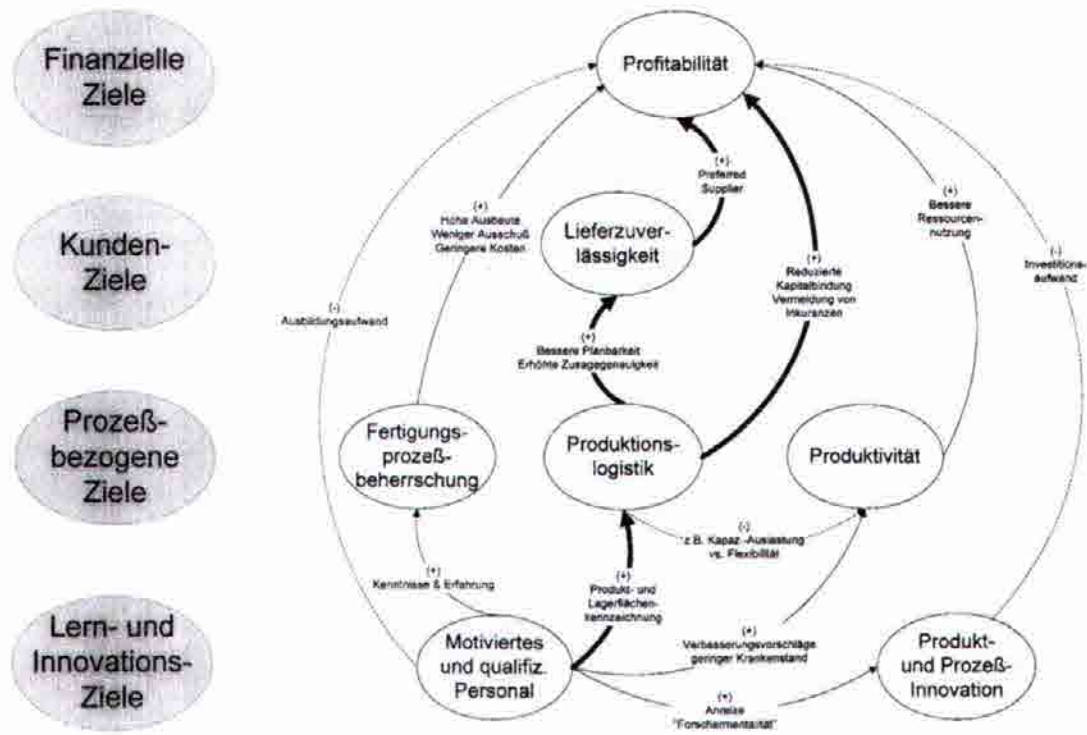 Finanzielle
Ziele
Profitabilität
(+)
Preferred
Supplier
(+)
Hohe Ausbeute
Weniger Ausschuß
Geringere Kosten
(+)
Bessere
Ressourcen-
nutzung
Kunden-
Ziele
Lieferzuver-
lässigkeit
(-)
Investitions-
aufwand
(+)
Reduzierte
Kapitalbindung
Vermeidung von
Inkuranzen
(-)
Ausbildungsaufwand
(+)
Bessere Planbarkeit
Erhöhte Zusagegenauigkeit
Prozeß-
bezogene
Ziele
Fertigungs-
prozeß-
beherrschung
Produktions-
logistik
Produktivität
(-)
z.B. Kapaz.-Auslastung
vs. Flexibilität
(+)
Kenntnisse & Erfahrung
(+)
Produkt- und
Lagerflächen-
kennzeichnung
Lern- und
Innovations-
Ziele
Motiviertes
und qualifiz.
Personal
(+)
Verbesserungsvorschläge
geringer Krankenstand
Produkt-
und Prozeß-
Innovation
(+)
Anreize
"Forschermentalität"